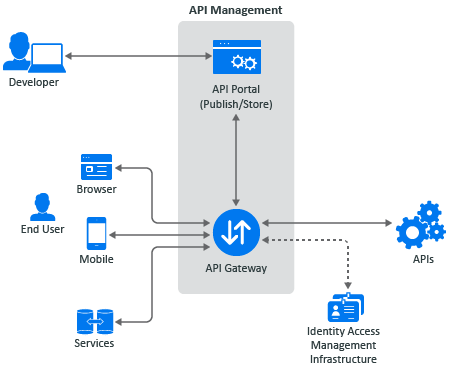 API Management
Developer
API Portal
(Publish/Store)
Browser
End User
Mobile
API Gateway
APIs
Services
Identity Access
Management
Infrastructure